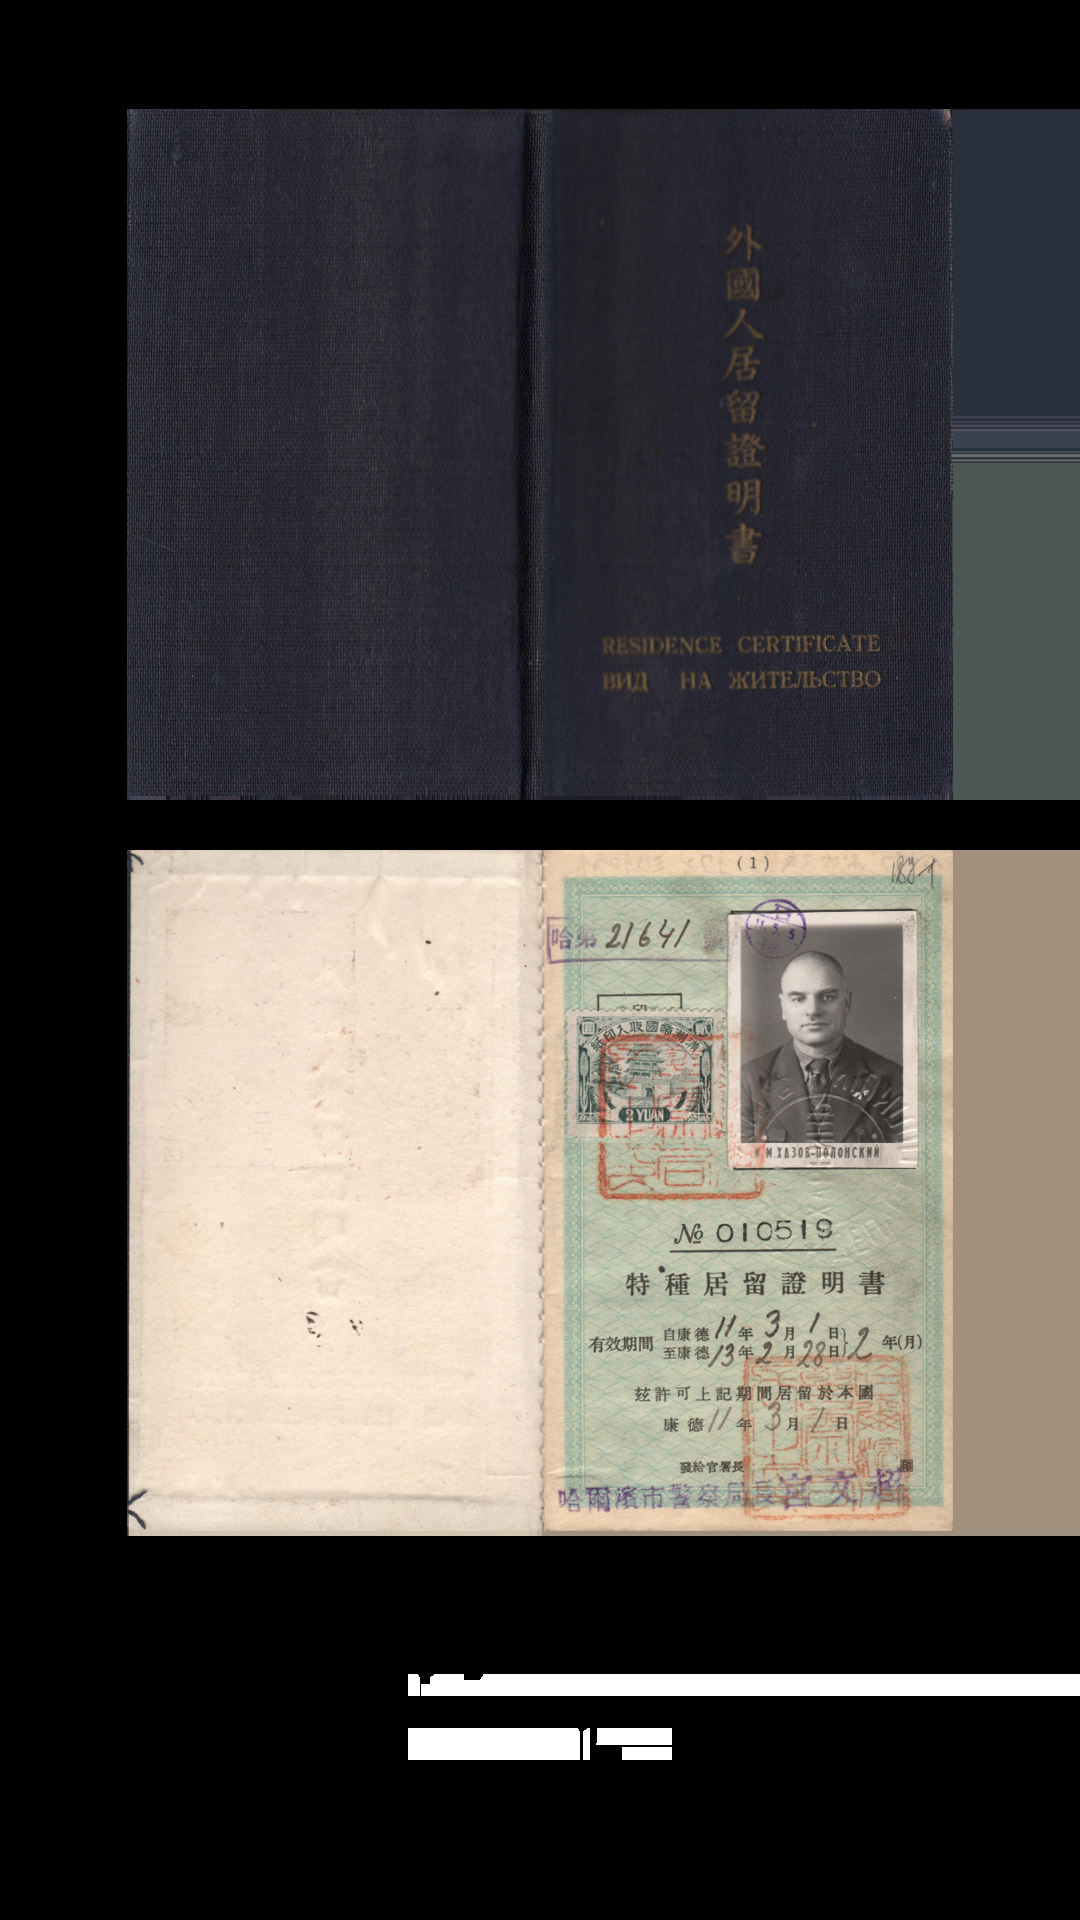 外國人居留證明書
RESIDENCE CERTIFICATE
ВИД НА ЖИТЕЛЬСТВО
(1)
哈第 21641 號
11.5.5
滿洲帝國收入印紙
2 YUAN
И.М ХАЗОВ-ПОЛОНСКИЙ
№ 010519
特種居留證明書
有效期間 自康德 11 年 3 月 1 日 至康德 13 年 2 月 28 日 } 2 年(月)
玆許可上記期間居留於本國
康德 11 年 3 月 1 日
發給官署長 印
哈爾濱市警察局長 宮文超